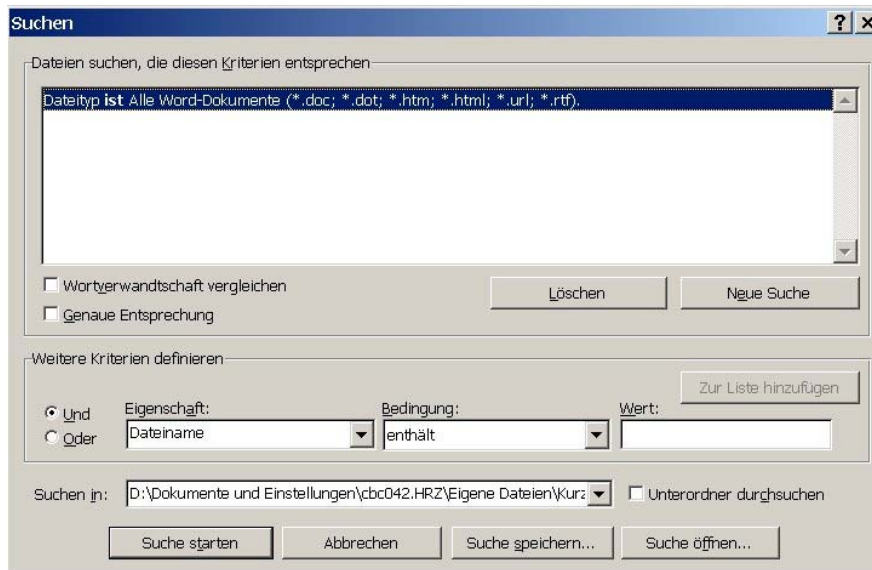 Suchen
Dateien suchen, die diesen Kriterien entsprechen
Dateityp ist Alle Word-Dokumente (*.doc; *.dot; *.htm; *.html; *.url; *.rtf).
Wortverwandtschaft vergleichen
Genaue Entsprechung
Löschen
Neue Suche
Weitere Kriterien definieren
Zur Liste hinzufügen
Und
Oder
Eigenschaft:
Bedingung:
Wert:
Dateiname
enthält
Suchen in:
D:\Dokumente und Einstellungen\cbc042.HRZ\Eigene Dateien\Kurz
Unterordner durchsuchen
Suche starten
Abbrechen
Suche speichern...
Suche öffnen...